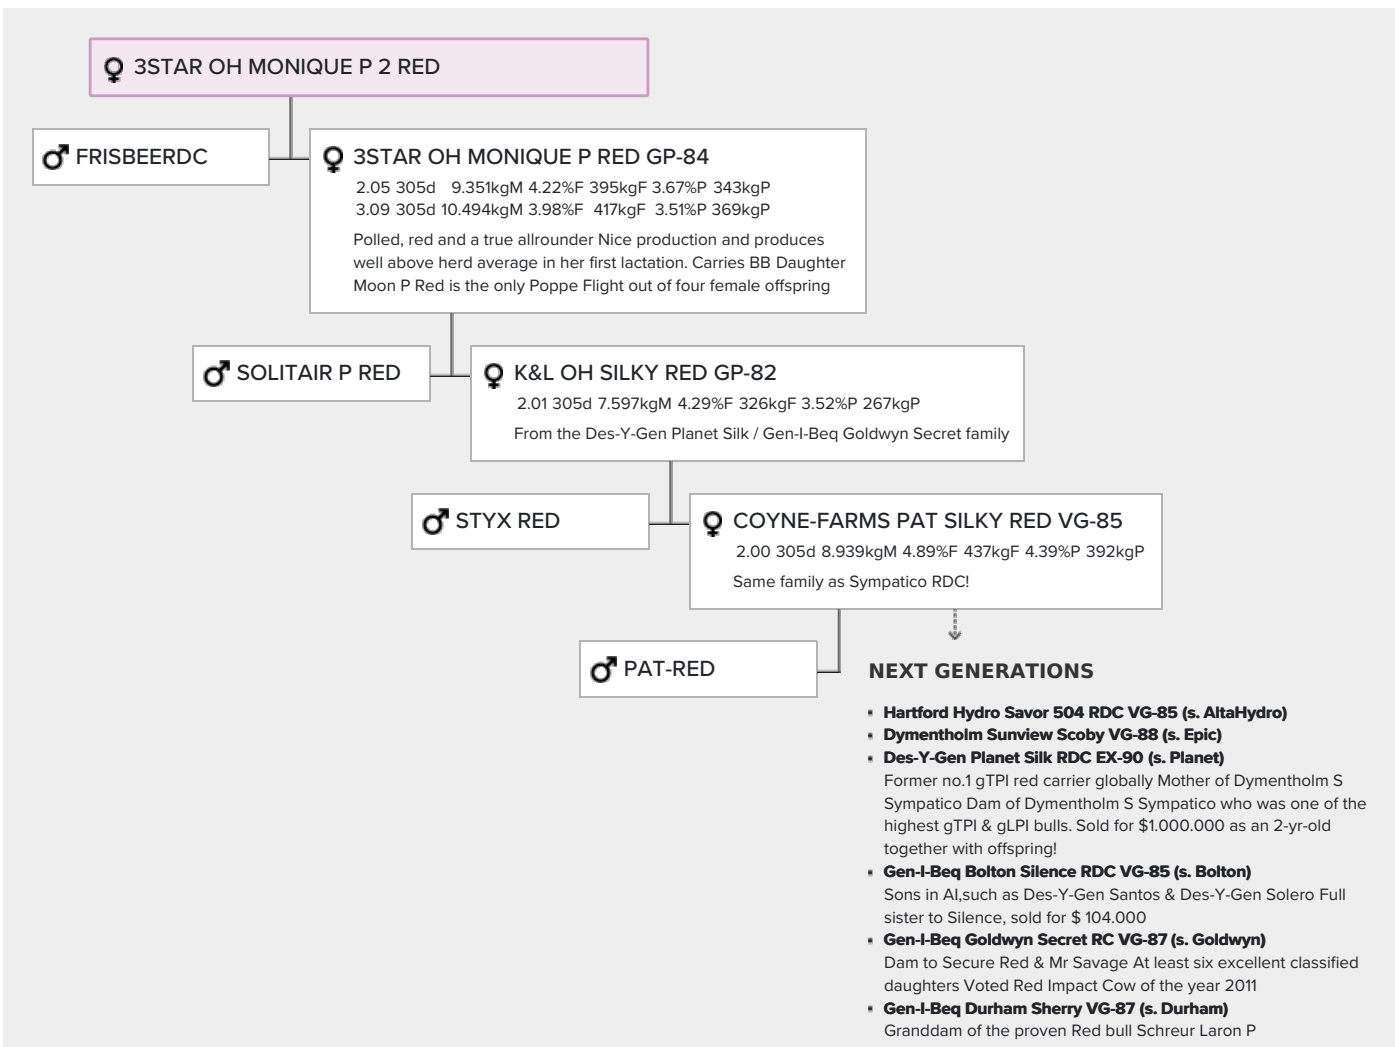 3STAR OH MONIQUE P 2 RED
FRISBEERDC
3STAR OH MONIQUE P RED GP-84
2.05 305d 9.351kgM 4.22%F 395kgF 3.67%P 343kgP
3.09 305d 10.494kgM 3.98%F 417kgF 3.51%P 369kgP
Polled, red and a true allrounder Nice production and produces
well above herd average in her first lactation. Carries BB Daughter
Moon P Red is the only Poppe Flight out of four female offspring
SOLITAIR P RED
K&L OH SILKY RED GP-82
2.01 305d 7.597kgM 4.29%F 326kgF 3.52%P 267kgP
From the Des-Y-Gen Planet Silk / Gen-I-Beq Goldwyn Secret family
STYX RED
COYNE-FARMS PAT SILKY RED VG-85
2.00 305d 8.939kgM 4.89%F 437kgF 4.39%P 392kgP
Same family as Sympatico RDC!
PAT-RED
NEXT GENERATIONS
Hartford Hydro Savor 504 RDC VG-85 (s. AltaHydro)
Dymentholm Sunview Scoby VG-88 (s. Epic)
Des-Y-Gen Planet Silk RDC EX-90 (s. Planet)
Former no.1 gTPI red carrier globally Mother of Dymentholm S
Sympatico Dam of Dymentholm S Sympatico who was one of the
highest gTPI & gLPI bulls. Sold for $1.000.000 as an 2-yr-old
together with offspring!
Gen-I-Beq Bolton Silence RDC VG-85 (s. Bolton)
Sons in AI,such as Des-Y-Gen Santos & Des-Y-Gen Solero Full
sister to Silence, sold for $ 104.000
Gen-I-Beq Goldwyn Secret RC VG-87 (s. Goldwyn)
Dam to Secure Red & Mr Savage At least six excellent classified
daughters Voted Red Impact Cow of the year 2011
Gen-I-Beq Durham Sherry VG-87 (s. Durham)
Granddam of the proven Red bull Schreur Laron P